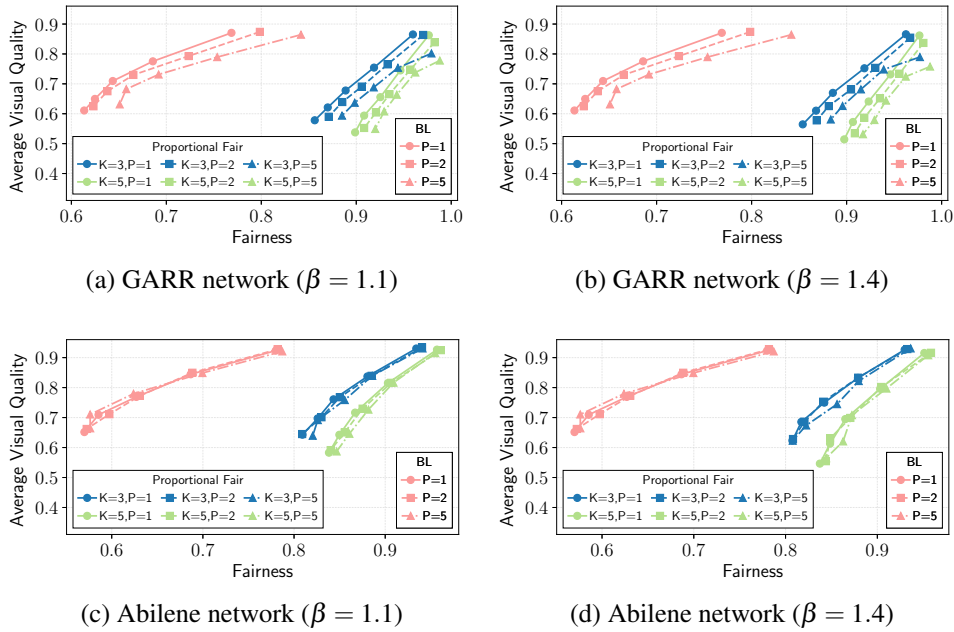 0.9
0.8
0.7
0.6
0.5
0.4
Average Visual Quality
Proportional Fair
K=3,P=1 K=3,P=2 K=3,P=5
K=5,P=1 K=5,P=2 K=5,P=5
BL
P=1
P=2
P=5
0.6 0.7 0.8 0.9 1.0
Fairness
(a) GARR network (β = 1.1)
0.9
0.8
0.7
0.6
0.5
0.4
Average Visual Quality
Proportional Fair
K=3,P=1 K=3,P=2 K=3,P=5
K=5,P=1 K=5,P=2 K=5,P=5
BL
P=1
P=2
P=5
0.6 0.7 0.8 0.9 1.0
Fairness
(b) GARR network (β = 1.4)
0.9
0.8
0.7
0.6
0.5
0.4
Average Visual Quality
Proportional Fair
K=3,P=1 K=3,P=2 K=3,P=5
K=5,P=1 K=5,P=2 K=5,P=5
BL
P=1
P=2
P=5
0.6 0.7 0.8 0.9
Fairness
(c) Abilene network (β = 1.1)
0.9
0.8
0.7
0.6
0.5
0.4
Average Visual Quality
Proportional Fair
K=3,P=1 K=3,P=2 K=3,P=5
K=5,P=1 K=5,P=2 K=5,P=5
BL
P=1
P=2
P=5
0.6 0.7 0.8 0.9
Fairness
(d) Abilene network (β = 1.4)